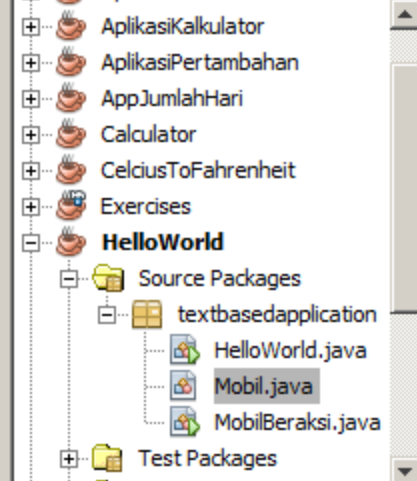 AplikasiKalkulator
AplikasiPertambahan
AppJumlahHari
Calculator
CelciusToFahrenheit
Exercises
HelloWorld
Source Packages
textbasedapplication
HelloWorld.java
Mobil.java
MobilBeraksi.java
Test Packages